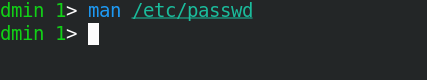 dmin 1> man /etc/passwd
dmin 1>